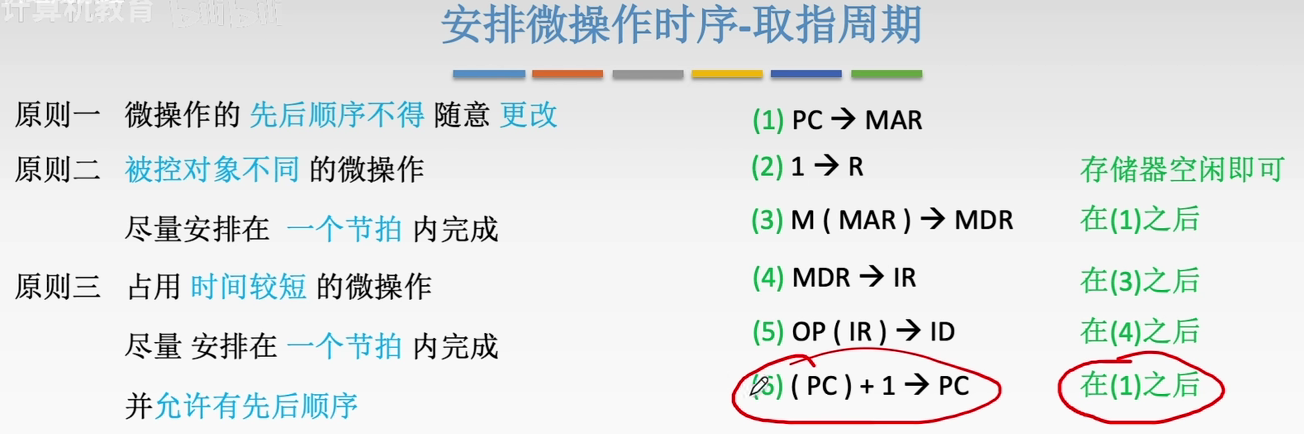 计算机教育
bilibili
安排微操作时序-取指周期
原则一 微操作的 先后顺序不得 随意 更改
原则二 被控对象不同 的微操作
尽量安排在 一个节拍 内完成
原则三 占用 时间较短 的微操作
尽量 安排在 一个节拍 内完成
并允许有先后顺序
(1) PC → MAR
(2) 1 → R 存储器空闲即可
(3) M ( MAR ) → MDR 在(1)之后
(4) MDR → IR 在(3)之后
(5) OP ( IR ) → ID 在(4)之后
(6) ( PC ) + 1 → PC 在(1)之后